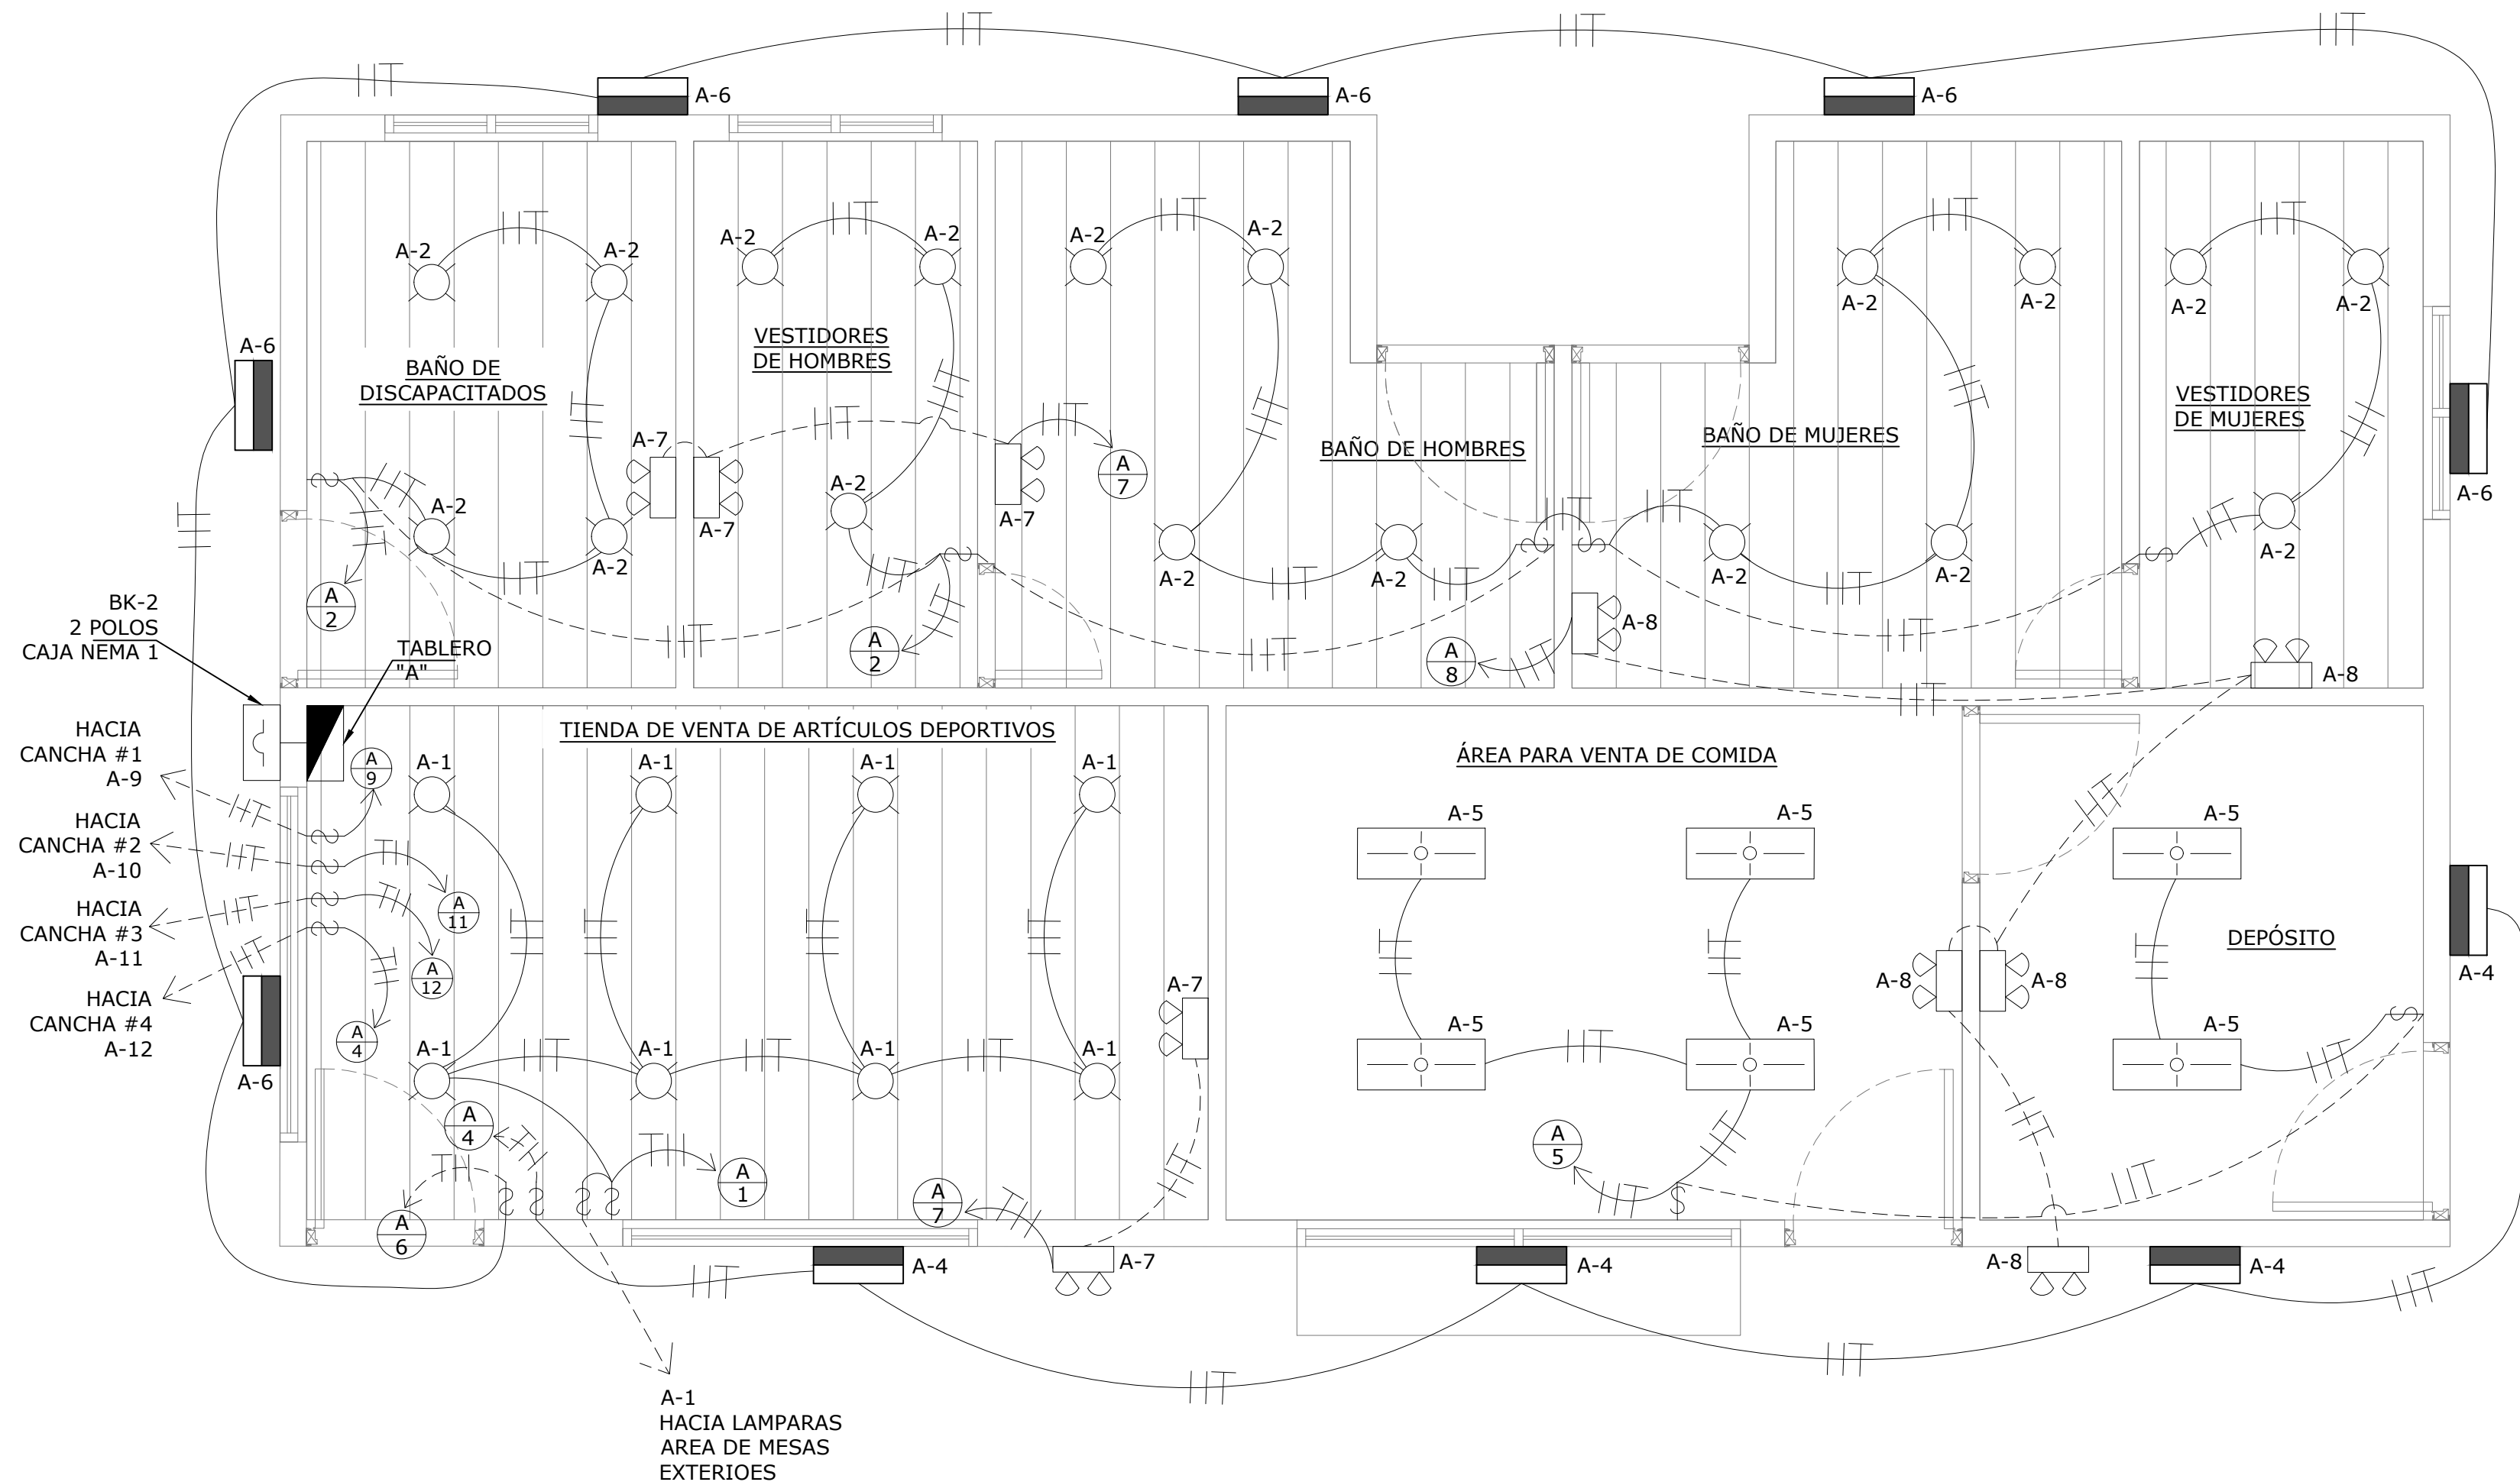 A-6
A-6
A-6
A-2
A-2
A-2
A-2
A-2
A-2
A-2
A-2
A-2
A-2
A-6
VESTIDORES
DE HOMBRES
BAÑO DE
DISCAPACITADOS
VESTIDORES
DE MUJERES
BAÑO DE HOMBRES
BAÑO DE MUJERES
A-7
A
7
A-2
A-2
A-7
A-7
A-6
A-2
A-2
A-2
A-2
A-2
A-2
A
2
A
2
A
8
A-8
BK-2
2 POLOS
CAJA NEMA 1
TABLERO
"A"
A-8
TIENDA DE VENTA DE ARTÍCULOS DEPORTIVOS
ÁREA PARA VENTA DE COMIDA
HACIA
CANCHA #1
A-9
A
9
A-1
A-1
A-1
A-1
HACIA
CANCHA #2
A-10
A-5
A-5
A-5
HACIA
CANCHA #3
A-11
A
11
A
12
DEPÓSITO
A-4
HACIA
CANCHA #4
A-12
A
4
A-7
A-8
A-8
A-6
A-1
A-1
A-1
A-1
A-5
A-5
A-5
A
4
A
1
A
7
A
5
A
6
A-4
A-7
A-4
A-8
A-4
A-1
HACIA LAMPARAS
AREA DE MESAS
EXTERIOES